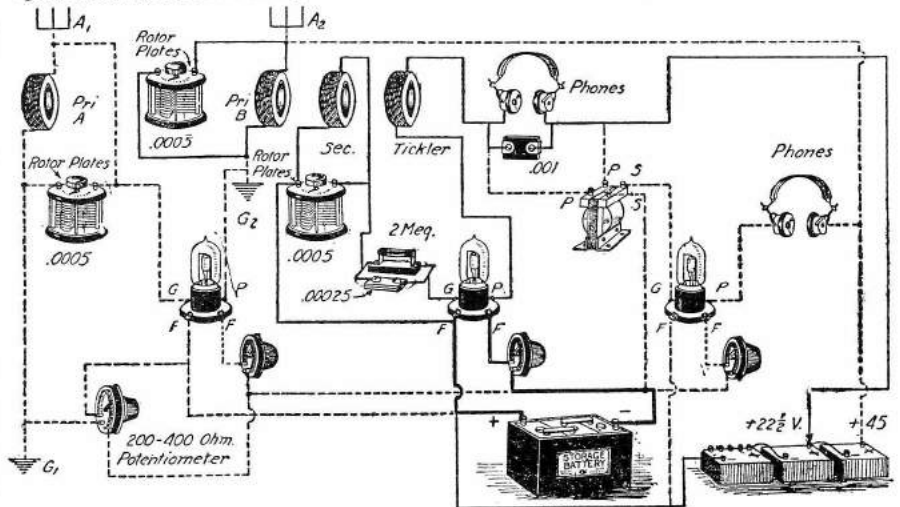 A1
A2
Rotor
Plates
Pri
A
.0005
Pri
B
Sec.
Tickler
Phones
.001
Rotor Plates
Rotor
Plates
G2
P
S
P
S
Phones
.0005
.0005
2 Meg.
.00025
G
P
F
F
G
P.
F
F
G
P
F
F
200-400 Ohm.
Potentiometer
G1
+
-
STORAGE
BATTERY
+22½ V.
+45